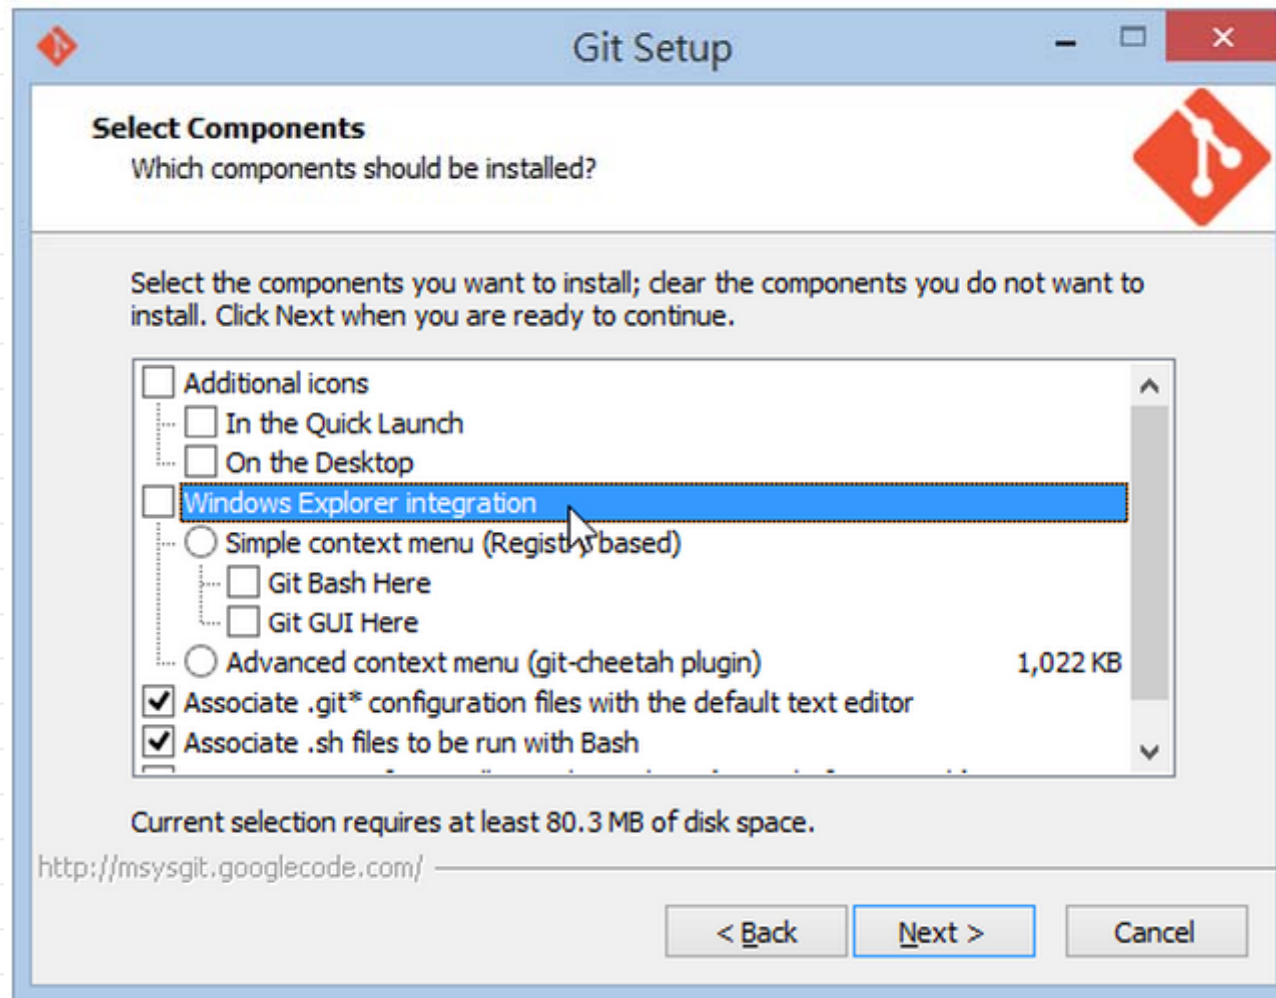 Git Setup
Select Components
Which components should be installed?
Select the components you want to install; clear the components you do not want to
install. Click Next when you are ready to continue.
Additional icons
In the Quick Launch
On the Desktop
Windows Explorer integration
Simple context menu (Registry based)
Git Bash Here
Git GUI Here
Advanced context menu (git-cheetah plugin) 1,022 KB
Associate .git* configuration files with the default text editor
Associate .sh files to be run with Bash
Current selection requires at least 80.3 MB of disk space.
http://msysgit.googlecode.com/
< Back Next > Cancel